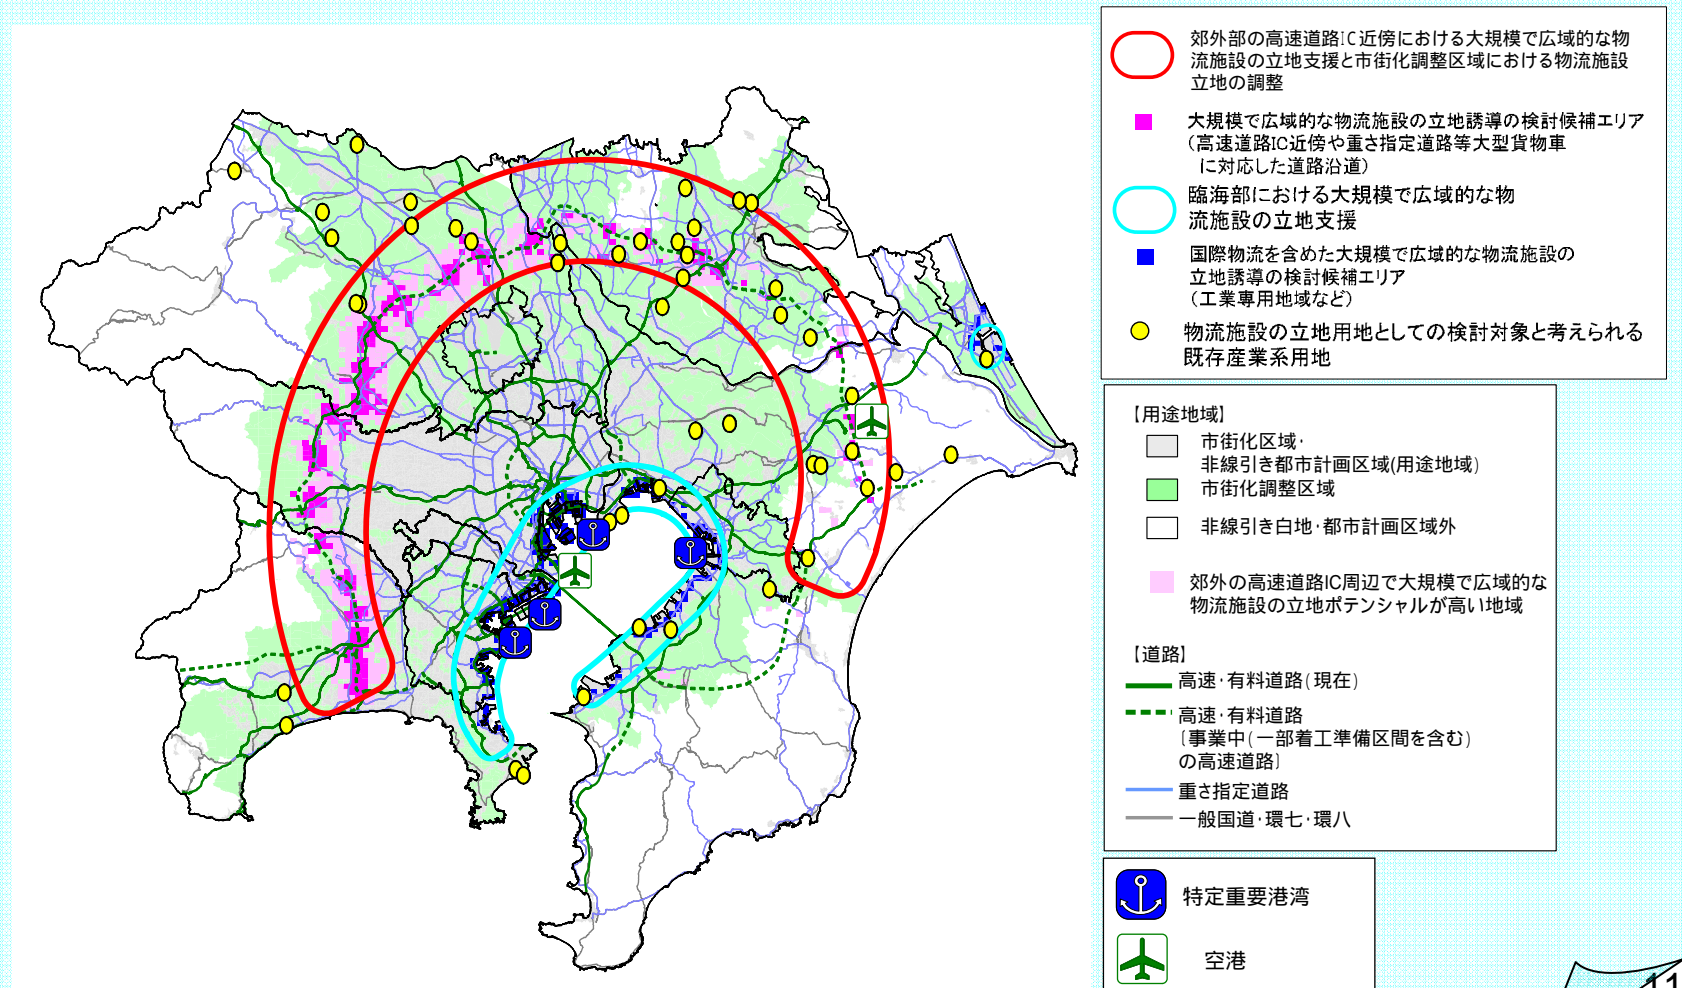 郊外部の高速道路IC近傍における大規模で広域的な物
流施設の立地支援と市街化調整区域における物流施設
立地の調整
大規模で広域的な物流施設の立地誘導の検討候補エリア
(高速道路IC近傍や重さ指定道路等大型貨物車
に対応した道路沿道)
臨海部における大規模で広域的な物
流施設の立地支援
国際物流を含めた大規模で広域的な物流施設の
立地誘導の検討候補エリア
(工業専用地域など)
物流施設の立地用地としての検討対象と考えられる
既存産業系用地
【用途地域】
市街化区域・
非線引き都市計画区域(用途地域)
市街化調整区域
非線引き白地・都市計画区域外
郊外の高速道路IC周辺で大規模で広域的な
物流施設の立地ポテンシャルが高い地域
【道路】
高速・有料道路(現在)
高速・有料道路
[事業中(一部着工準備区間を含む)
の高速道路]
重さ指定道路
一般国道・環七・環八
特定重要港湾
空港
11